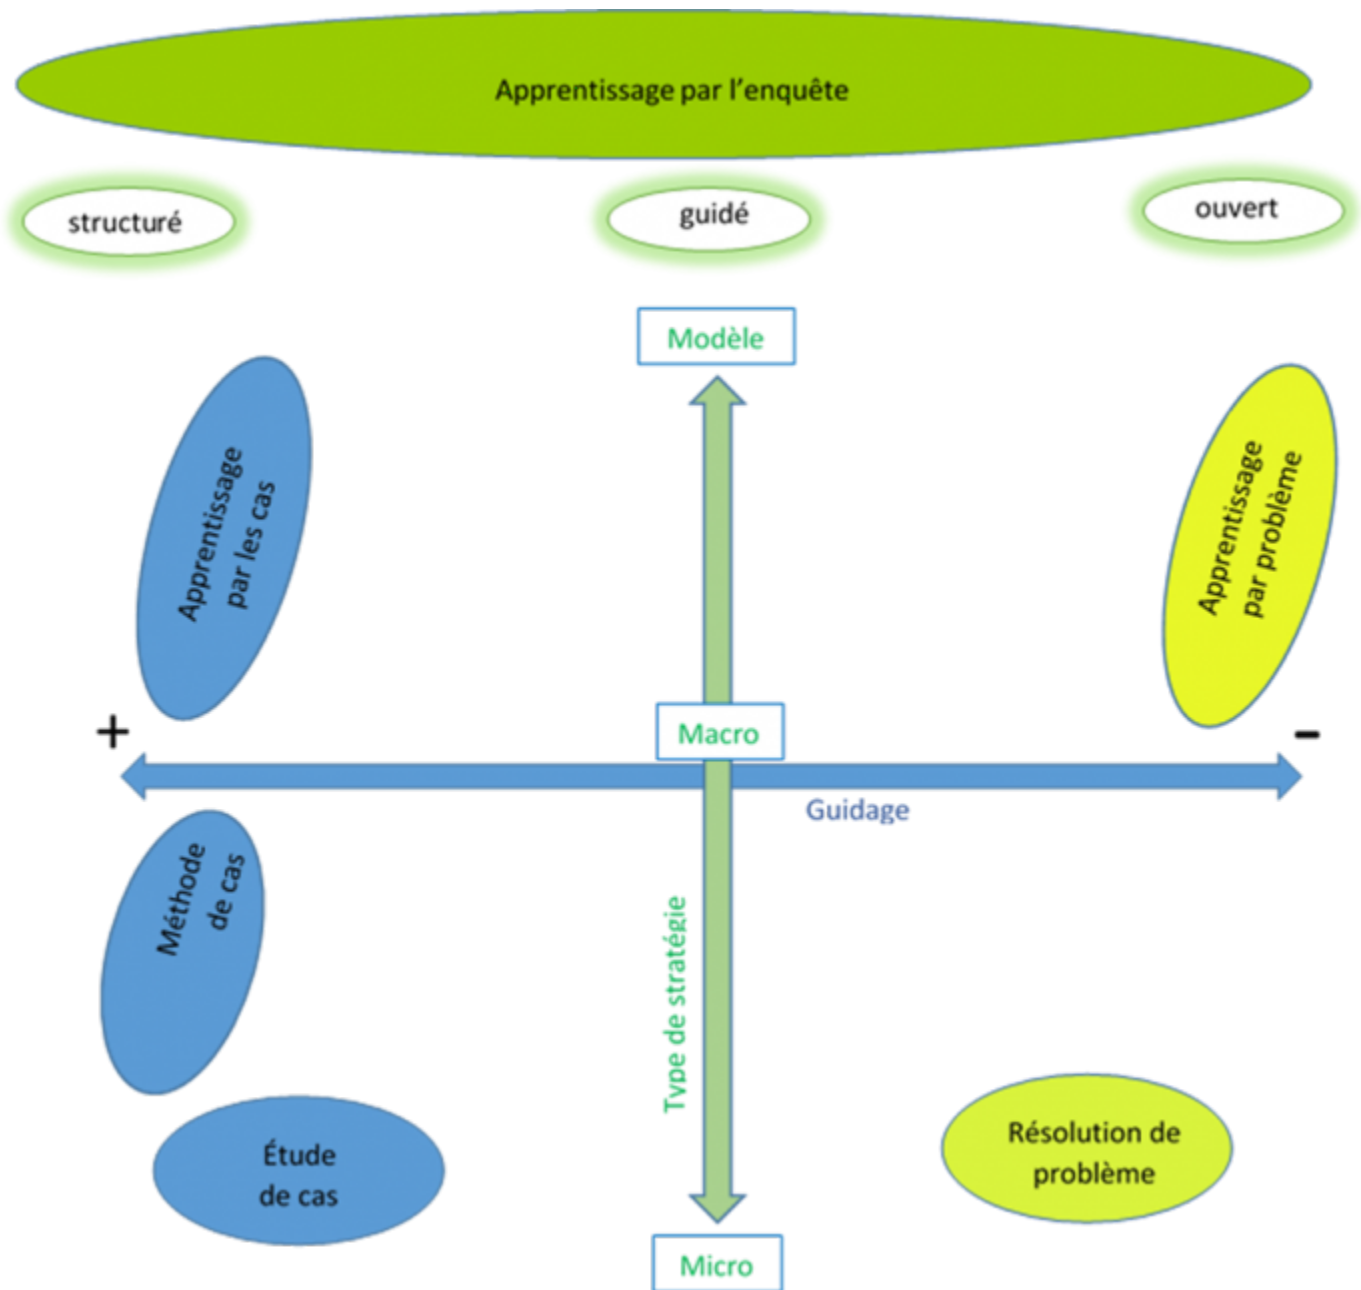 Apprentissage par l'enquête
structuré
guidé
ouvert
Modèle
Apprentissage
par les cas
Apprentissage
par problème
+
Macro
-
Guidage
Méthode
de cas
Type de stratégie
Étude
de cas
Résolution de
problème
Micro